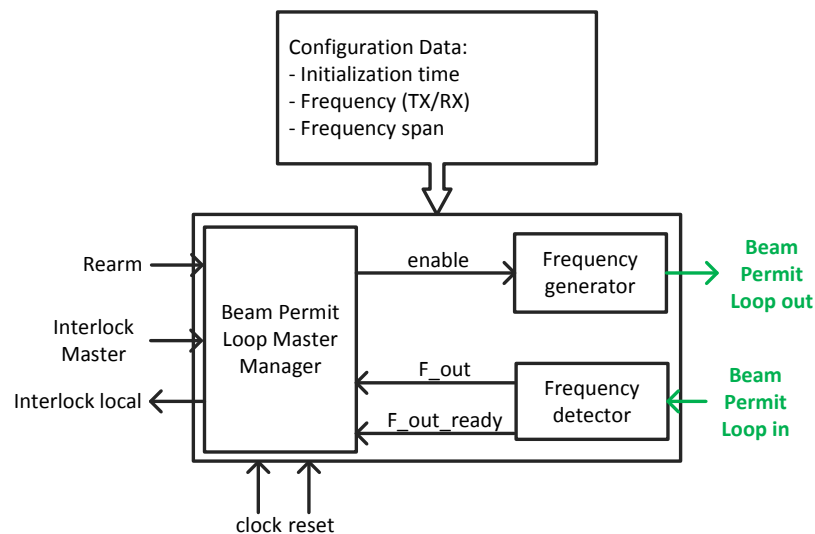 Configuration Data:
- Initialization time
- Frequency (TX/RX)
- Frequency span
Rearm
Interlock
Master
Interlock local
Beam Permit
Loop Master
Manager
enable
Frequency
generator
Beam
Permit
Loop out
F_out
F_out_ready
Frequency
detector
Beam
Permit
Loop in
clock reset